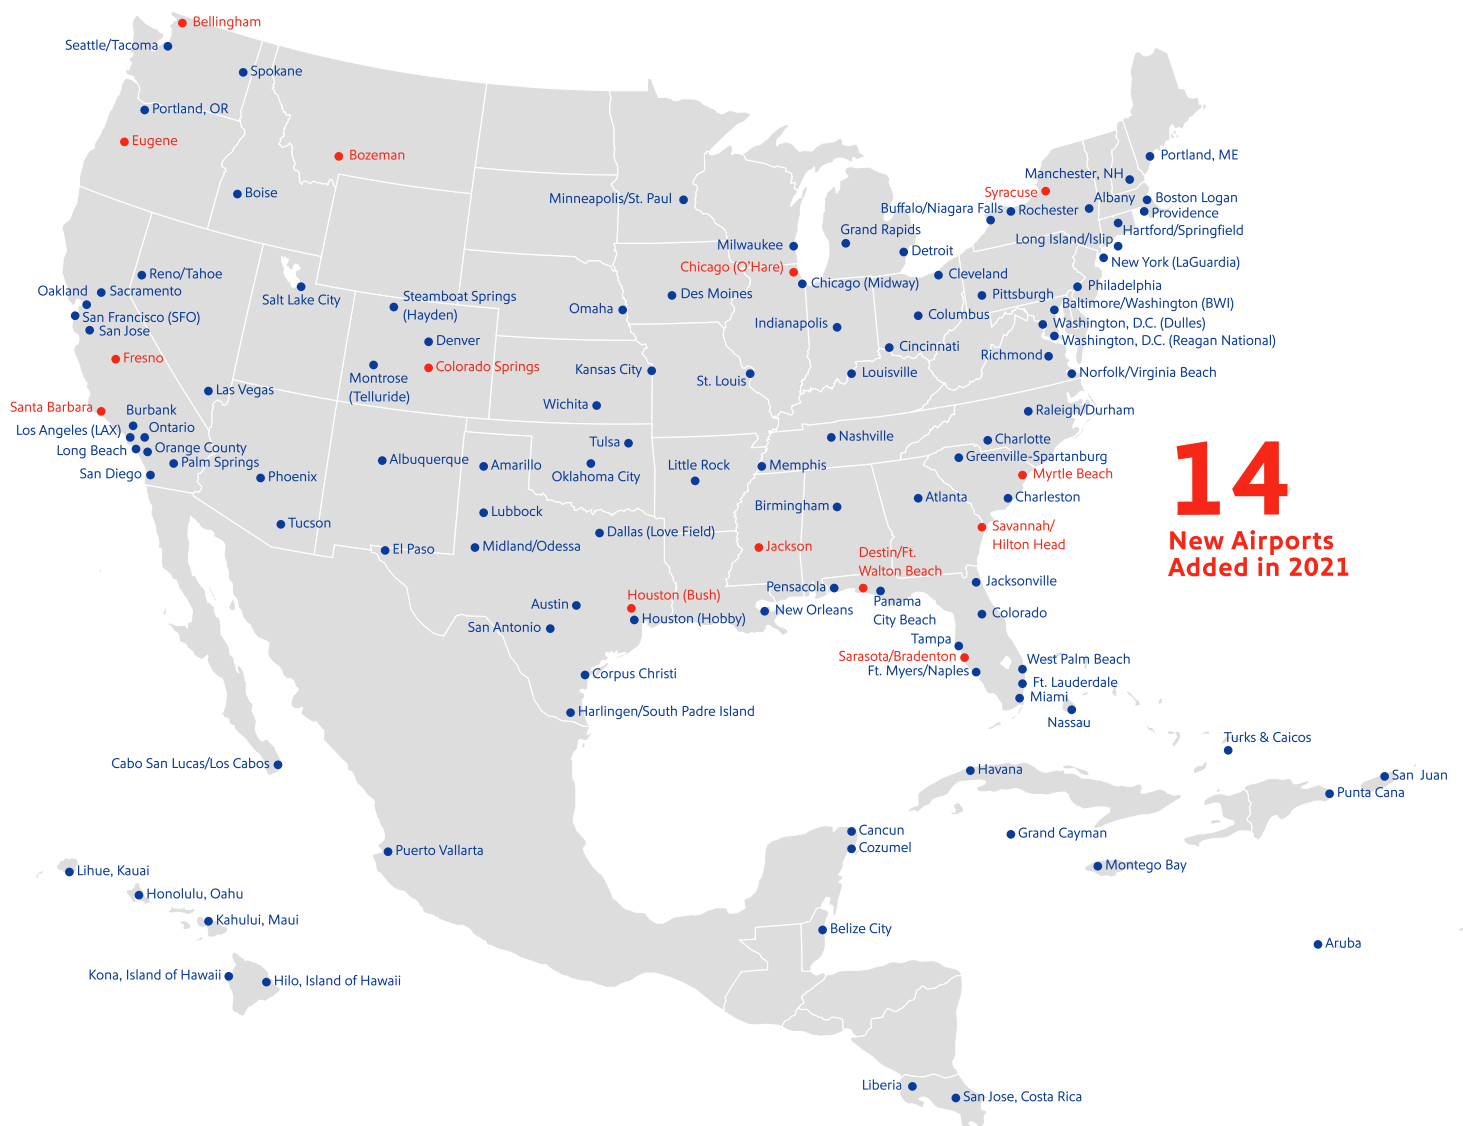 Bellingham
Seattle/Tacoma
Spokane
Portland, OR
Eugene
Bozeman
Boise
Minneapolis/St. Paul
Portland, ME
Manchester, NH
Syracuse
Albany
Boston Logan
Buffalo/Niagara Falls
Rochester
Providence
Grand Rapids
Hartford/Springfield
Long Island/Islip
Milwaukee
Detroit
New York (LaGuardia)
Chicago (O'Hare)
Reno/Tahoe
Cleveland
Chicago (Midway)
Philadelphia
Oakland
Sacramento
Salt Lake City
Steamboat Springs
(Hayden)
Des Moines
Pittsburgh
Baltimore/Washington (BWI)
Omaha
San Francisco (SFO)
Columbus
Indianapolis
Washington, D.C. (Dulles)
San Jose
Denver
Washington, D.C. (Reagan National)
Cincinnati
Richmond
Fresno
Colorado Springs
Kansas City
St. Louis
Louisville
Norfolk/Virginia Beach
Montrose
(Telluride)
Las Vegas
Wichita
Santa Barbara
Burbank
Raleigh/Durham
Los Angeles (LAX)
Ontario
Nashville
Charlotte
Tulsa
Long Beach
Orange County
Greenville-Spartanburg
Palm Springs
Albuquerque
Amarillo
Little Rock
Memphis
San Diego
Phoenix
Oklahoma City
Myrtle Beach
14
Atlanta
Charleston
Birmingham
Lubbock
Tucson
Savannah/
Hilton Head
Dallas (Love Field)
New Airports
Added in 2021
El Paso
Midland/Odessa
Jackson
Destin/Ft.
Walton Beach
Jacksonville
Pensacola
Houston (Bush)
Panama
City Beach
Austin
New Orleans
Colorado
Houston (Hobby)
San Antonio
Tampa
Sarasota/Bradenton
West Palm Beach
Ft. Myers/Naples
Corpus Christi
Ft. Lauderdale
Miami
Harlingen/South Padre Island
Nassau
Turks & Caicos
Cabo San Lucas/Los Cabos
Havana
San Juan
Punta Cana
Cancun
Grand Cayman
Cozumel
Puerto Vallarta
Montego Bay
Lihue, Kauai
Honolulu, Oahu
Kahului, Maui
Belize City
Aruba
Kona, Island of Hawaii
Hilo, Island of Hawaii
Liberia
San Jose, Costa Rica